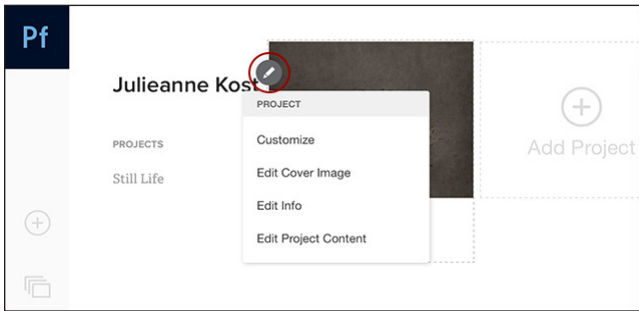 Pf
Julieanne Kost
PROJECTS
Still Life
PROJECT
Customize
Edit Cover Image
Edit Info
Edit Project Content
Add Project